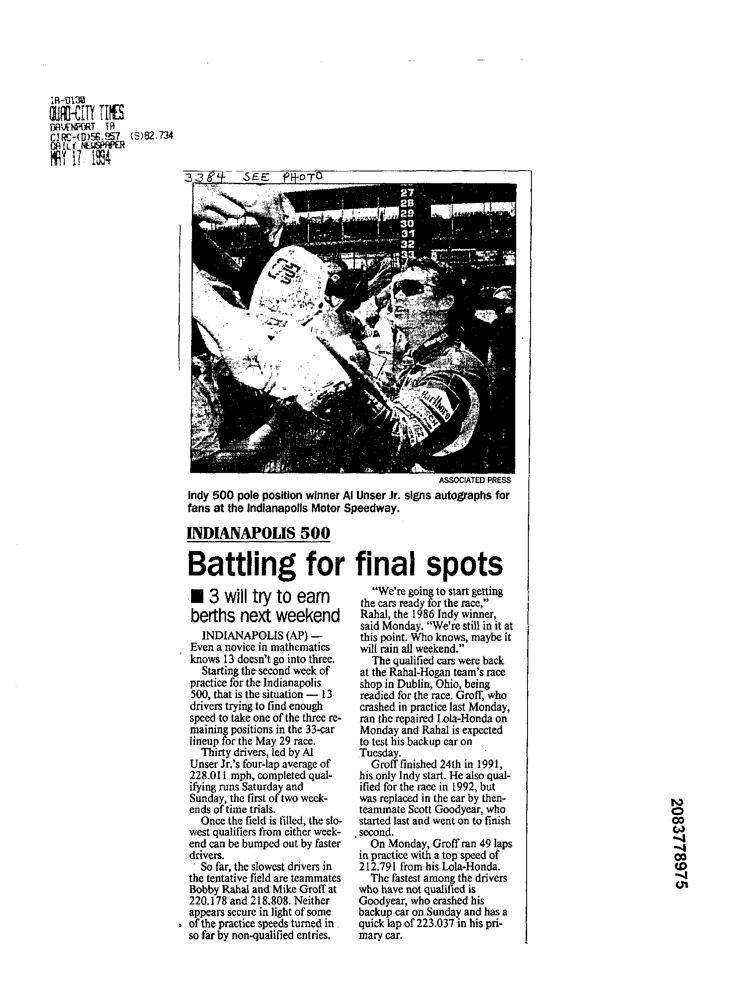 IA-0130
QUAD-CITY TIMES
DAVENPORT, IA
CIRC-(D)56,957 (S)82,734
DAILY NEWSPAPER
MAY 17 1994
3384 SEE PHOTO
27
28
29
30
31
32
33
500
Marlboro
ASSOCIATED PRESS
Indy 500 pole position winner Al Unser Jr. signs autographs for
fans at the Indianapolis Motor Speedway.
INDIANAPOLIS 500
Battling for final spots
■ 3 will try to earn
berths next weekend
INDIANAPOLIS (AP) —
Even a novice in mathematics
knows 13 doesn't go into three.
Starting the second week of
practice for the Indianapolis
500, that is the situation — 13
drivers trying to find enough
speed to take one of the three re-
maining positions in the 33-car
lineup for the May 29 race.
Thirty drivers, led by Al
Unser Jr.'s four-lap average of
228.011 mph, completed qual-
ifying runs Saturday and
Sunday, the first of two week-
ends of time trials.
Once the field is filled, the slo-
west qualifiers from either week-
end can be bumped out by faster
drivers.
So far, the slowest drivers in
the tentative field are teammates
Bobby Rahal and Mike Groff at
220.178 and 218.808. Neither
appears secure in light of some
of the practice speeds turned in
so far by non-qualified entries.
"We're going to start getting
the cars ready for the race,"
Rahal, the 1986 Indy winner,
said Monday. "We're still in it at
this point. Who knows, maybe it
will rain all weekend."
The qualified cars were back
at the Rahal-Hogan team's race
shop in Dublin, Ohio, being
readied for the race. Groff, who
crashed in practice last Monday,
ran the repaired Lola-Honda on
Monday and Rahal is expected
to test his backup car on
Tuesday.
Groff finished 24th in 1991,
his only Indy start. He also qual-
ified for the race in 1992, but
was replaced in the car by then-
teammate Scott Goodyear, who
started last and went on to finish
second.
On Monday, Groff ran 49 laps
in practice with a top speed of
212.791 from his Lola-Honda.
The fastest among the drivers
who have not qualified is
Goodyear, who crashed his
backup car on Sunday and has a
quick lap of 223.037 in his pri-
mary car.
2083778975